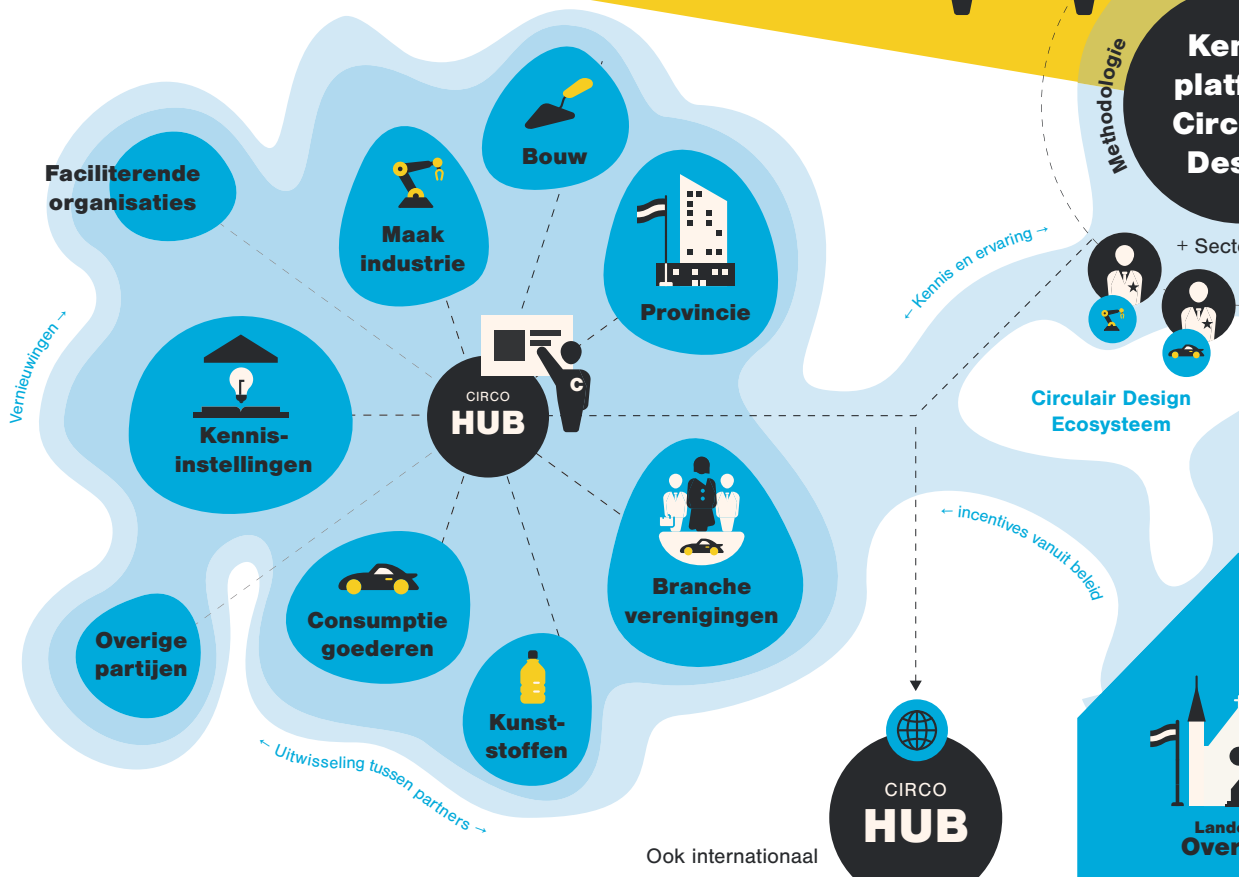 Faciliterende
organisaties
Maak
industrie
Bouw
Provincie
Methodologie
← Kennis en ervaring →
+
Circulair Design
Ecosysteem
Vernieuwingen →
Kennis-
instellingen
CIRCO
HUB
C
← incentives vanuit beleid
Branche
verenigingen
Overige
partijen
Consumptie
goederen
Kunst-
stoffen
← Uitwisseling tussen partners →
Ook internationaal
CIRCO
HUB